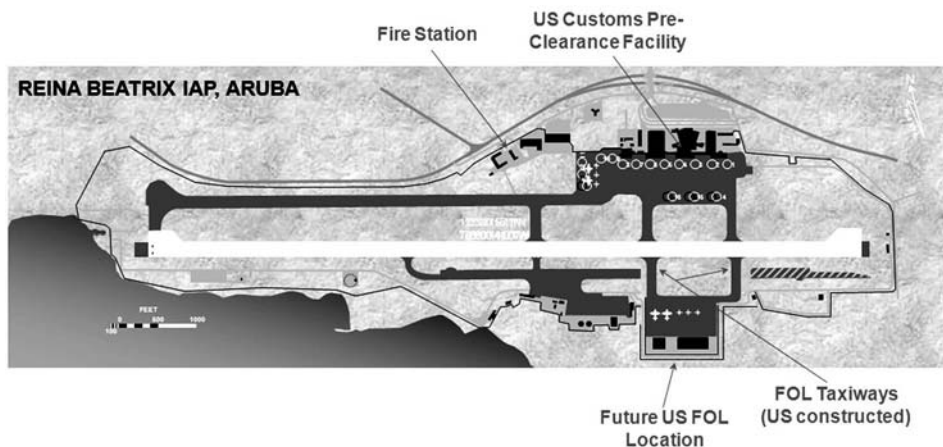 US Customs Pre-
Clearance Facility
Fire Station
REINA BEATRIX IAP, ARUBA
N
FEET
100
0
500
1000
FOL Taxiways
(US constructed)
Future US FOL
Location